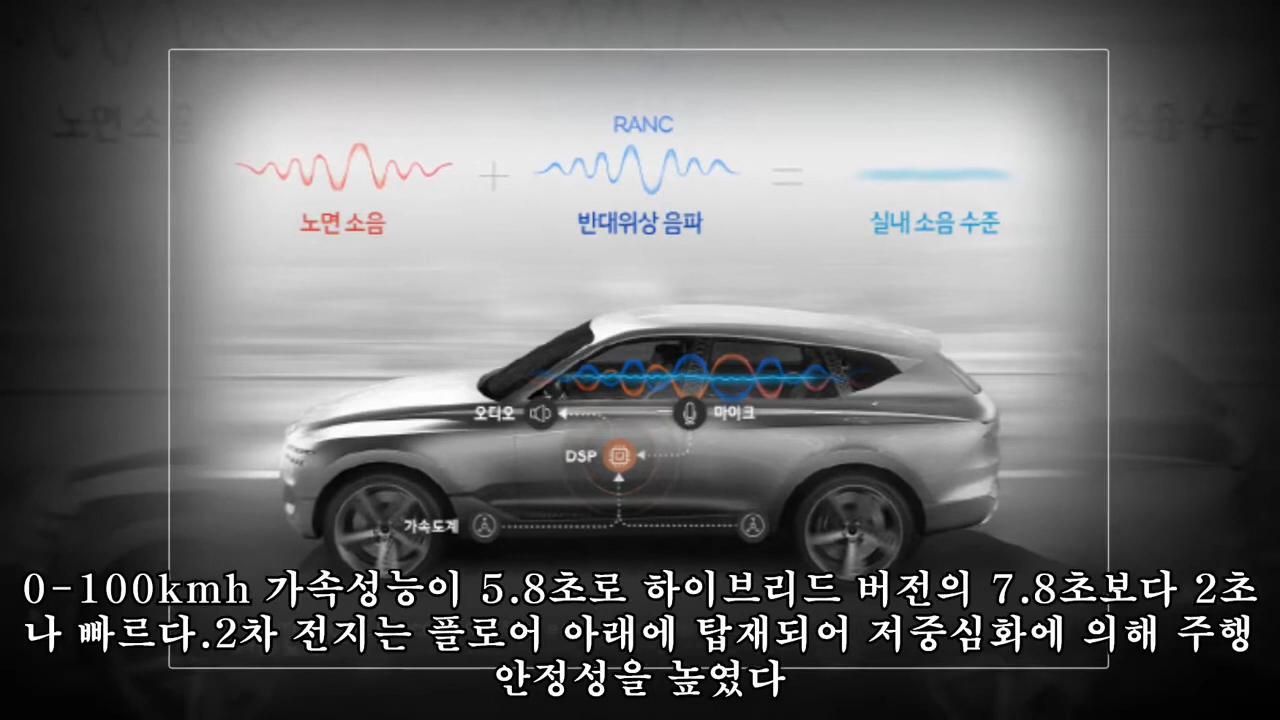 RANC
노면 소음
반대위상 음파
실내 소음 수준
오디오
마이크
DSP
가속도계
0-100kmh 가속성능이 5.8초로 하이브리드 버전의 7.8초보다 2초
나 빠르다.2차 전지는 플로어 아래에 탑재되어 저중심화에 의해 주행
안정성을 높였다